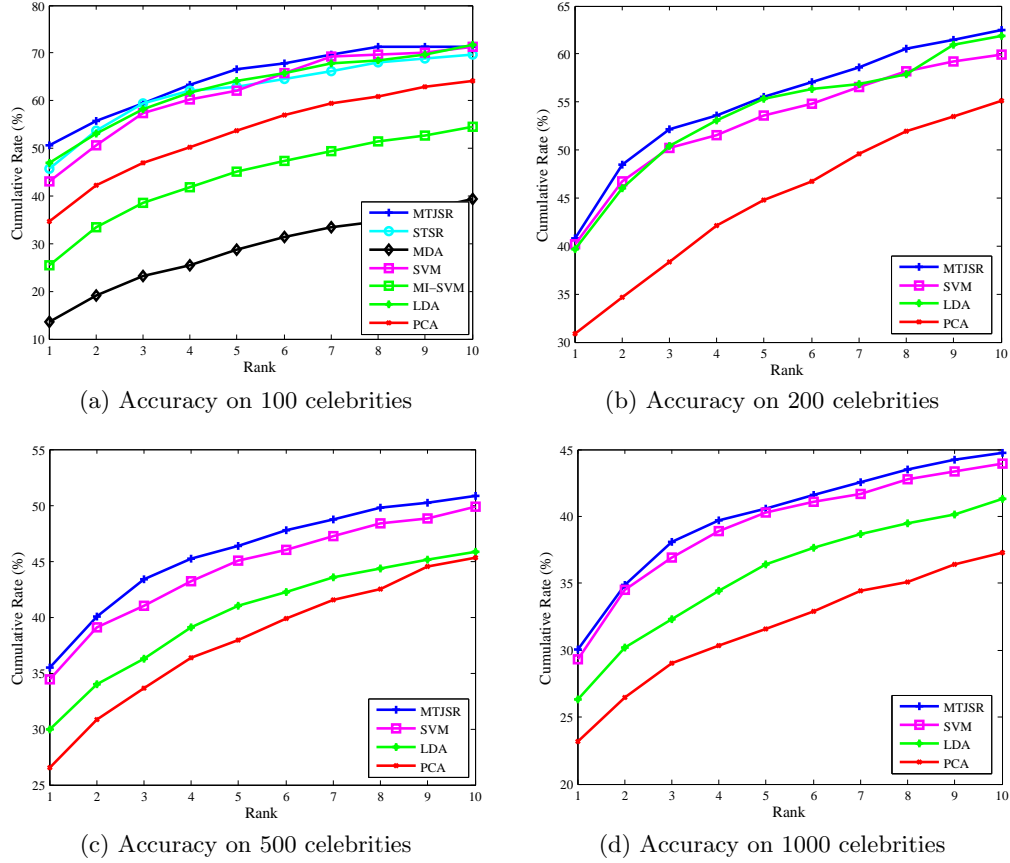 Cumulative Rate (%)
80
70
60
50
40
30
20
10
1 2 3 4 5 6 7 8 9 10
Rank
MTJSR
STSR
MDA
SVM
MI-SVM
LDA
PCA
(a) Accuracy on 100 celebrities
Cumulative Rate (%)
65
60
55
50
45
40
35
30
1 2 3 4 5 6 7 8 9 10
Rank
MTJSR
SVM
LDA
PCA
(b) Accuracy on 200 celebrities
Cumulative Rate (%)
55
50
45
40
35
30
25
1 2 3 4 5 6 7 8 9 10
Rank
MTJSR
SVM
LDA
PCA
(c) Accuracy on 500 celebrities
Cumulative Rate (%)
45
40
35
30
25
20
1 2 3 4 5 6 7 8 9 10
Rank
MTJSR
SVM
LDA
PCA
(d) Accuracy on 1000 celebrities